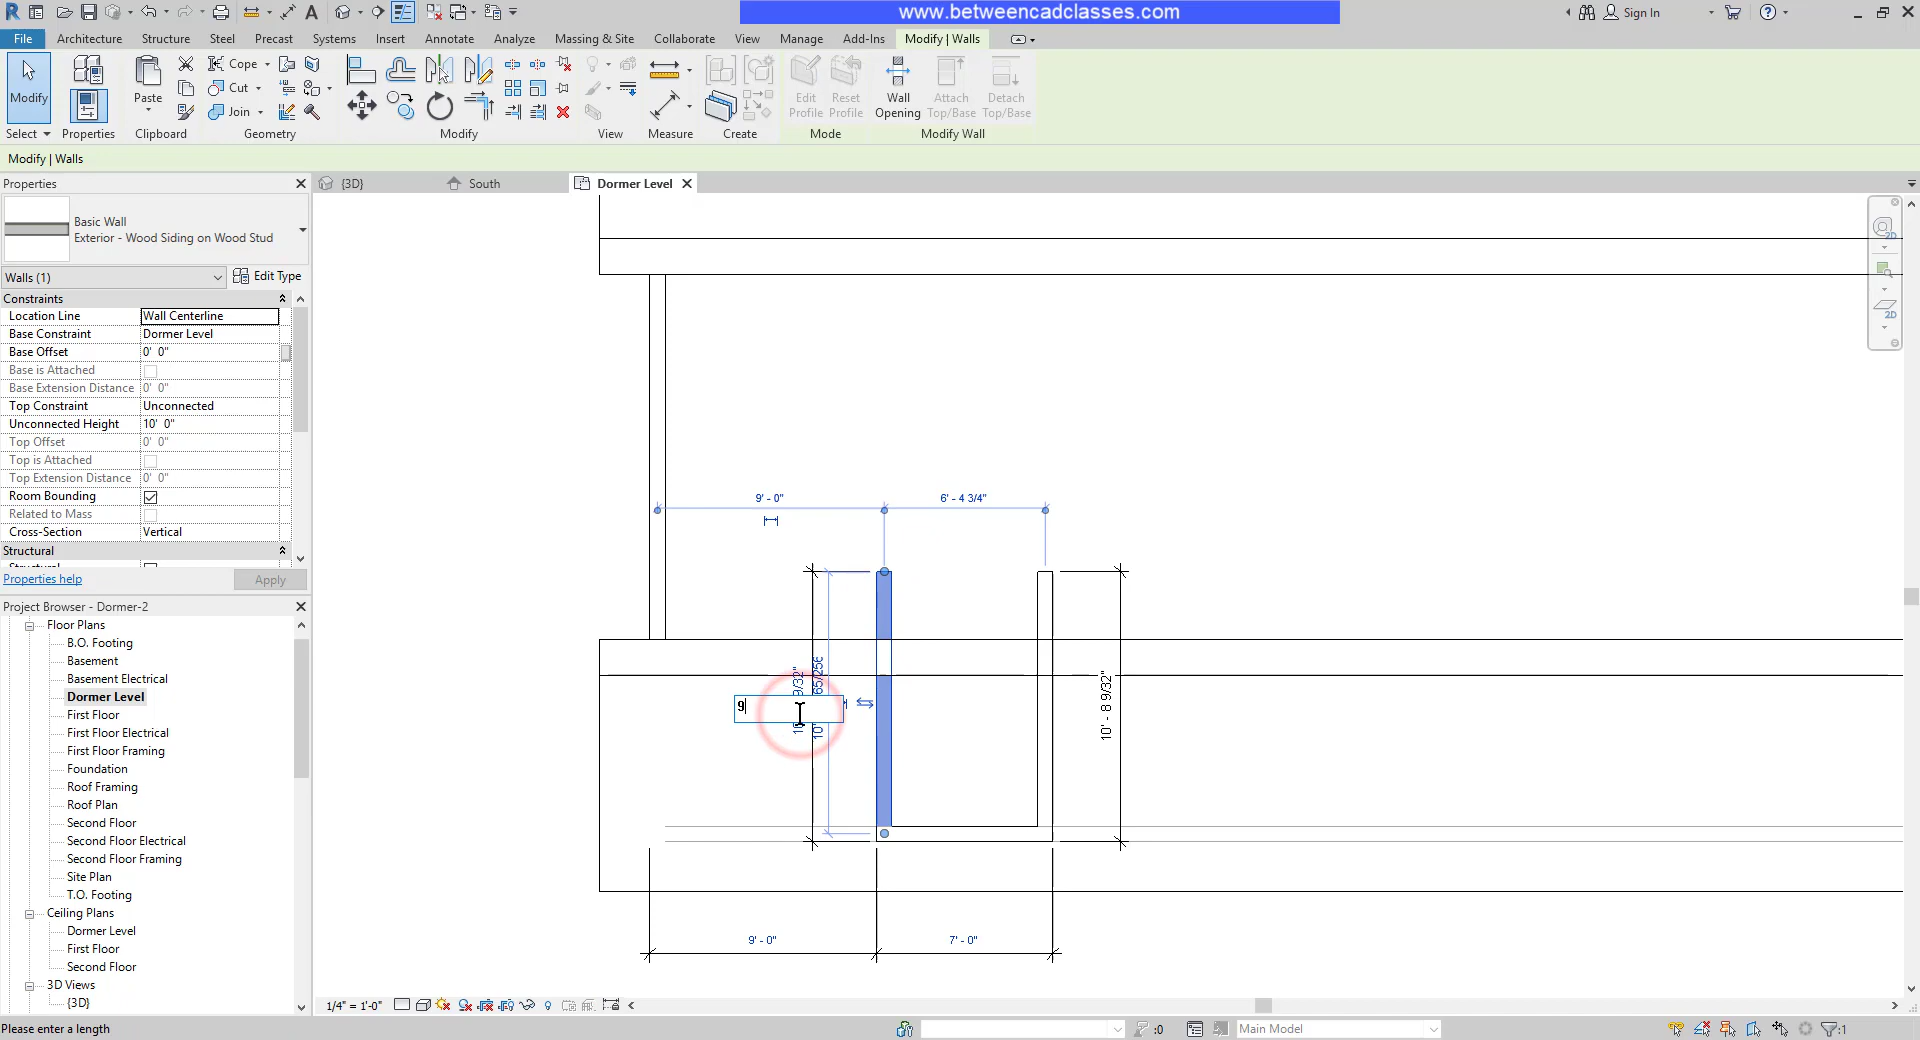 www.betweencadclasses.com
Sign In
File
Architecture
Structure
Steel
Precast
Systems
Insert
Annotate
Analyze
Massing & Site
Collaborate
View
Manage
Add-Ins
Modify | Walls
Modify
Paste
Cope
Cut
Join
Edit
Profile
Reset
Profile
Wall
Opening
Attach
Top/Base
Detach
Top/Base
Select
Properties
Clipboard
Geometry
Modify
View
Measure
Create
Mode
Modify Wall
Modify | Walls
Properties
{3D}
South
Dormer Level
Basic Wall
Exterior - Wood Siding on Wood Stud
Walls (1)
Edit Type
Constraints
Location Line Wall Centerline
Base Constraint Dormer Level
Base Offset 0' 0"
Base is Attached
Base Extension Distance 0' 0"
Top Constraint Unconnected
Unconnected Height 10' 0"
Top Offset 0' 0"
Top is Attached
Top Extension Distance 0' 0"
Room Bounding
Related to Mass
Cross-Section Vertical
Structural
Properties help
Apply
Project Browser - Dormer-2
Floor Plans
B.O. Footing
Basement
Basement Electrical
Dormer Level
First Floor
First Floor Electrical
First Floor Framing
Foundation
Roof Framing
Roof Plan
Second Floor
Second Floor Electrical
Second Floor Framing
Site Plan
T.O. Footing
Ceiling Plans
Dormer Level
First Floor
Second Floor
3D Views
{3D}
9' - 0"
6' - 4 3/4"
9/32"
65/256
9
10' - 8 9/32"
9' - 0"
7' - 0"
1/4" = 1'-0"
Please enter a length
:0
Main Model
:1
2D
2D